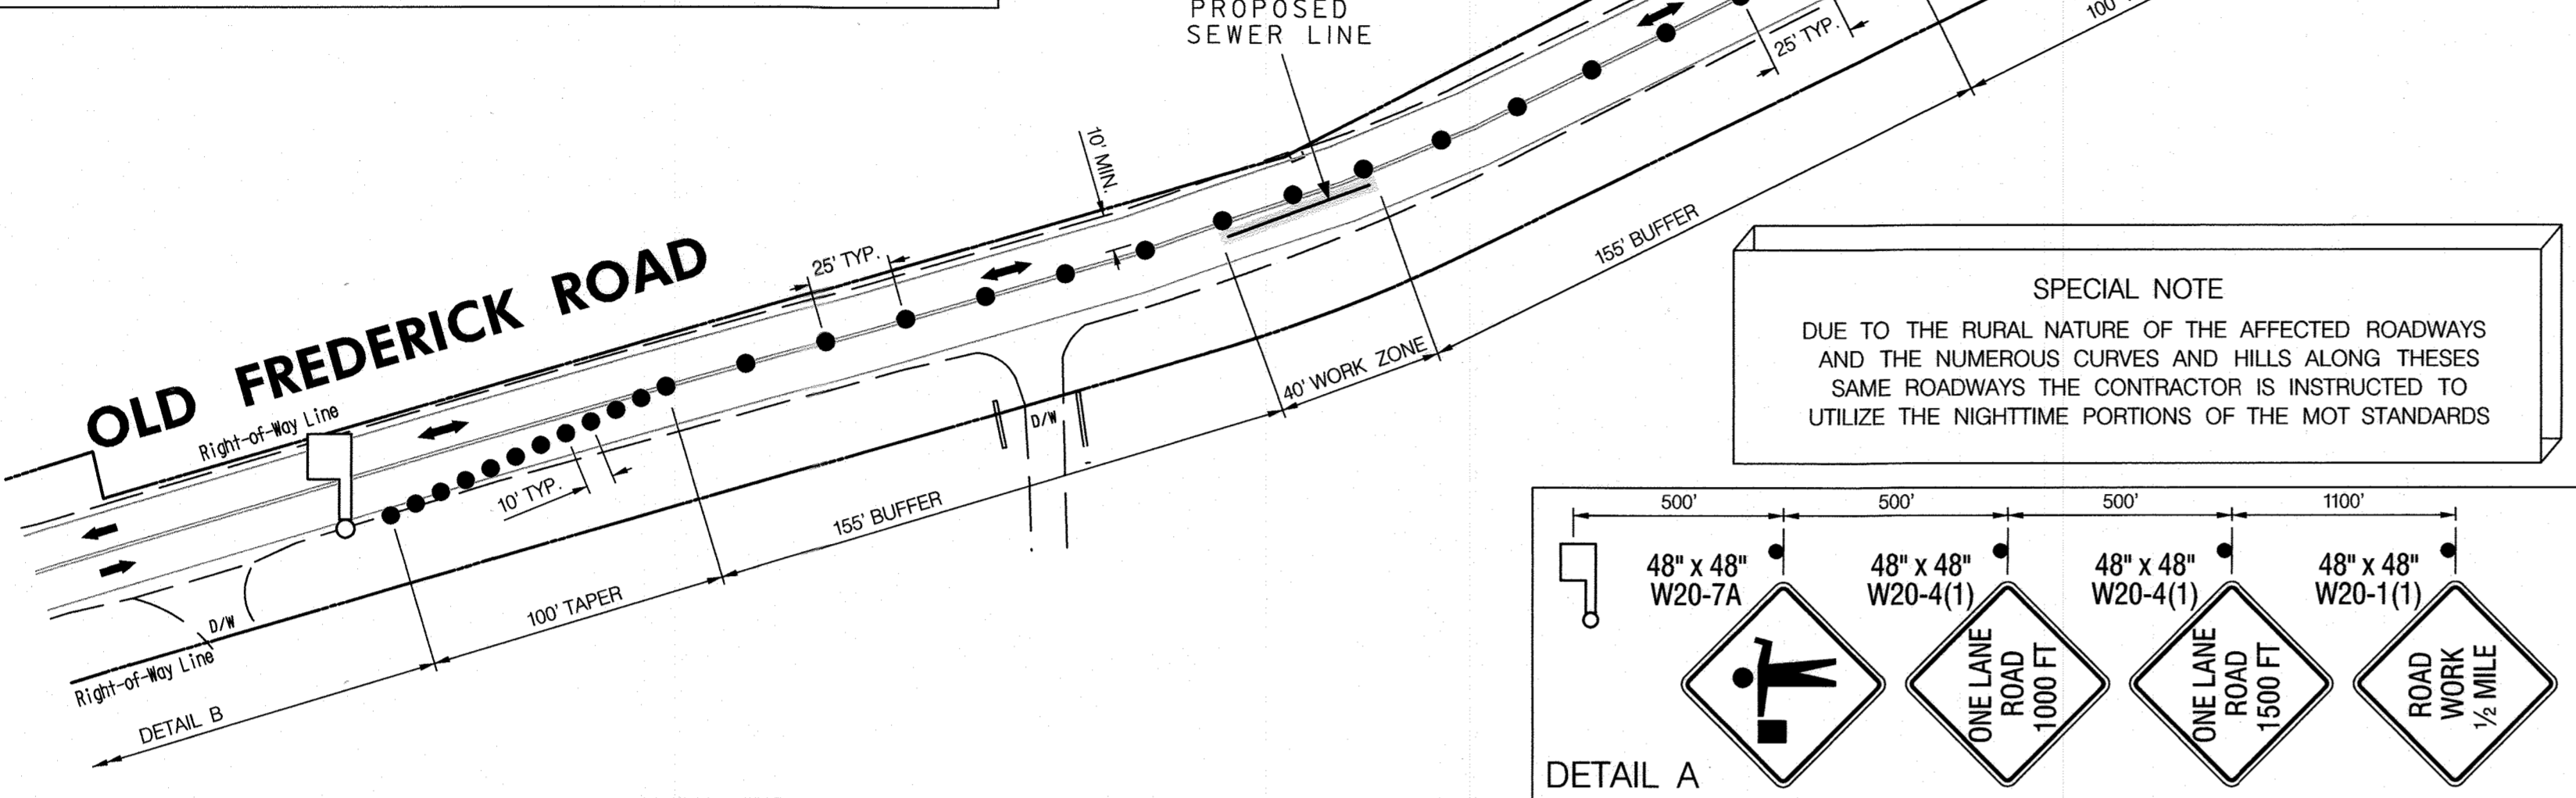 PROPOSED
SEWER LINE
25' TYP.
100'
10' MIN.
OLD FREDERICK ROAD
Right-of-Way Line
25' TYP.
155' BUFFER
40' WORK ZONE
D/W
10' TYP.
155' BUFFER
100' TAPER
D/W
Right-of-Way Line
DETAIL B
SPECIAL NOTE
DUE TO THE RURAL NATURE OF THE AFFECTED ROADWAYS
AND THE NUMEROUS CURVES AND HILLS ALONG THESES
SAME ROADWAYS THE CONTRACTOR IS INSTRUCTED TO
UTILIZE THE NIGHTTIME PORTIONS OF THE MOT STANDARDS
500'
500'
500'
1100'
48" x 48"
W20-7A
48" x 48"
W20-4(1)
48" x 48"
W20-4(1)
48" x 48"
W20-1(1)
ONE LANE
ROAD
1000 FT
ONE LANE
ROAD
1500 FT
ROAD
WORK
½ MILE
DETAIL A